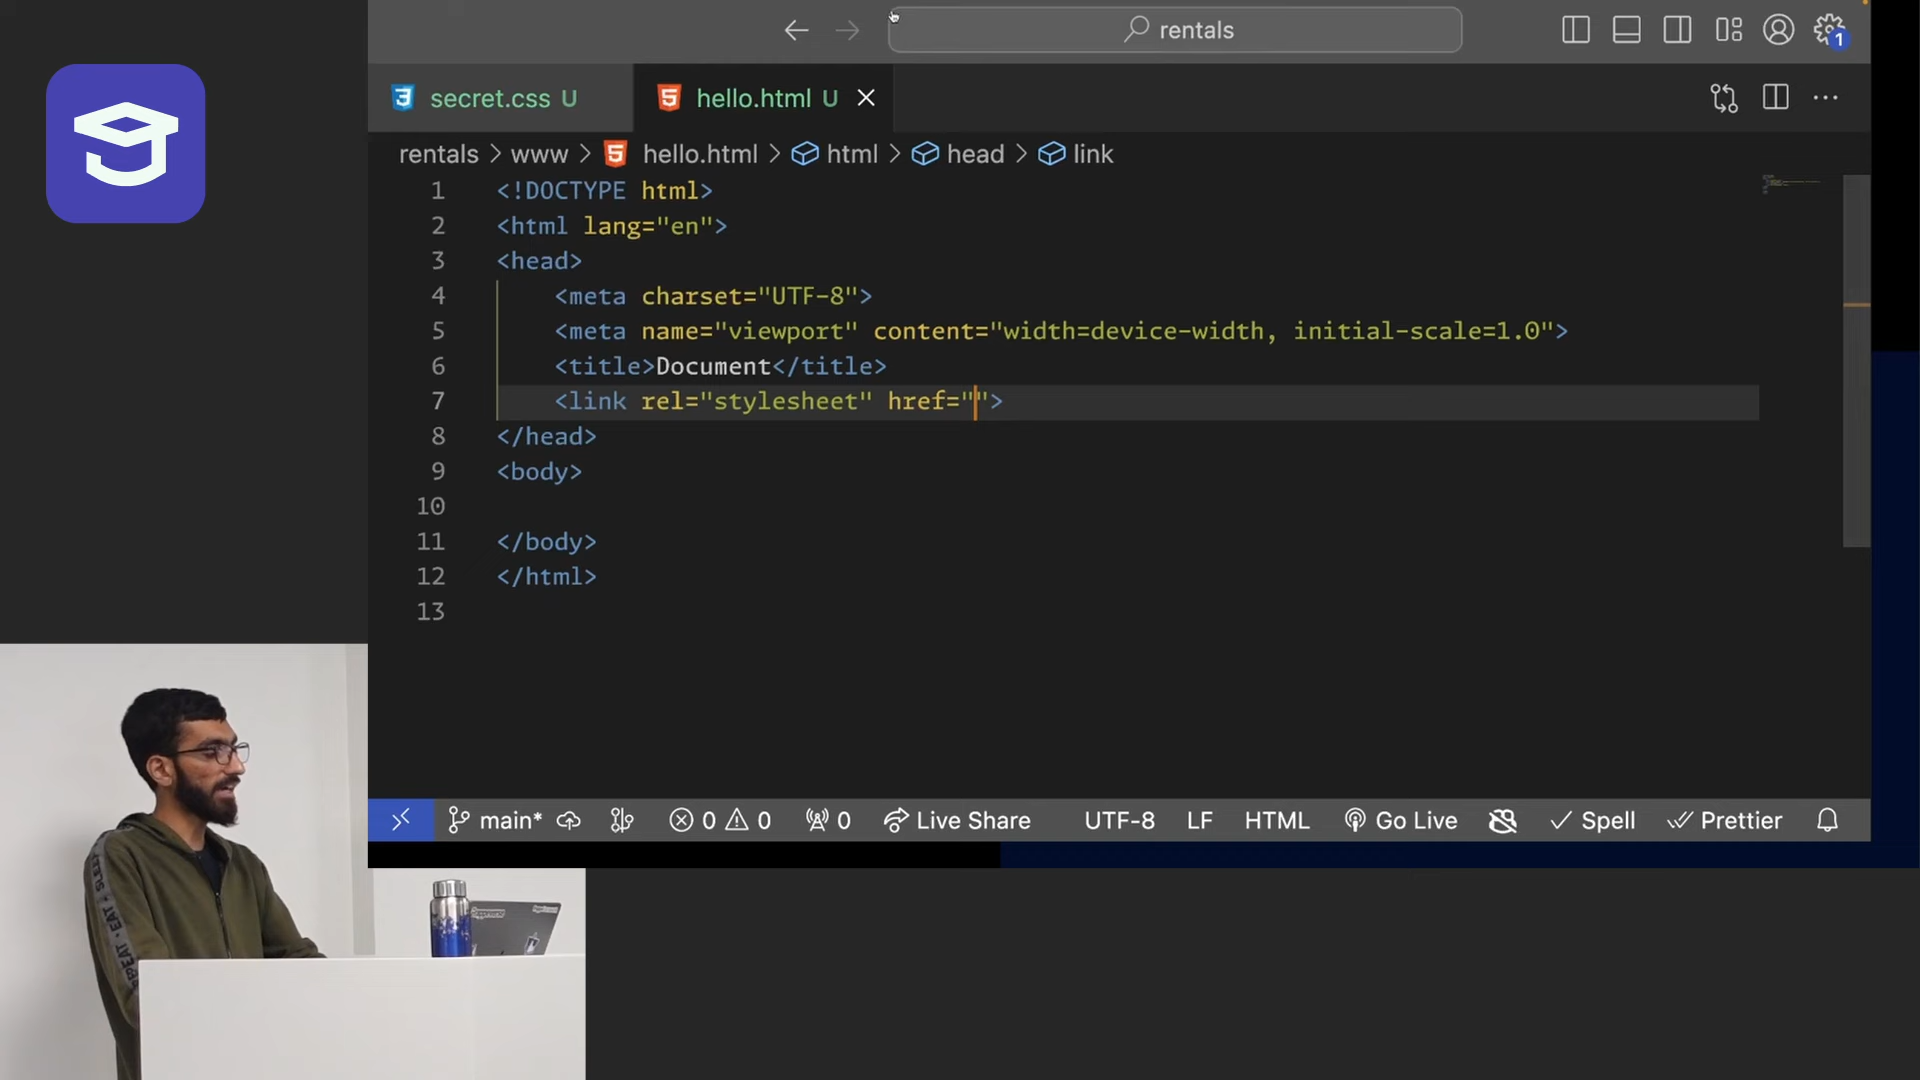 rentals
1
secret.css U
hello.html U
rentals > www > hello.html > html > head > link
1 <!DOCTYPE html>
2 <html lang="en">
3 <head>
4 <meta charset="UTF-8">
5 <meta name="viewport" content="width=device-width, initial-scale=1.0">
6 <title>Document</title>
7 <link rel="stylesheet" href="">
8 </head>
9 <body>
10
11 </body>
12 </html>
13
main* 0 0 0 Live Share UTF-8 LF HTML Go Live Spell Prettier
EAT • SLEEP